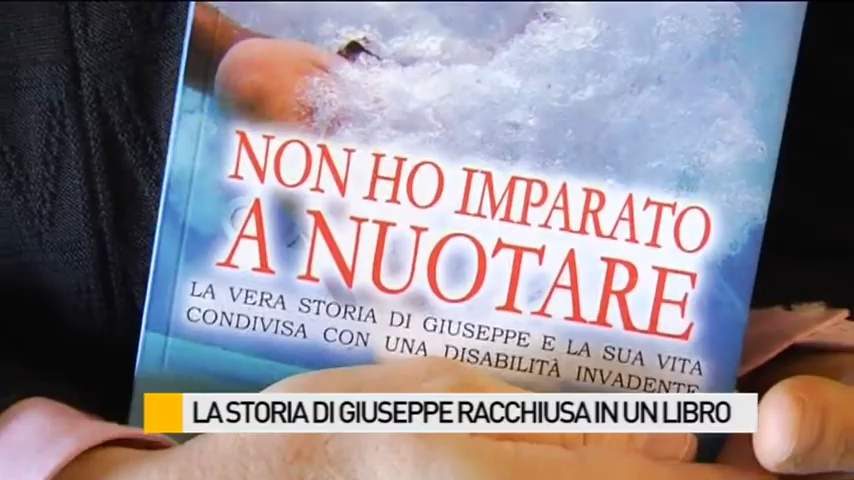 NON HO IMPARATO
A NUOTARE
LA VERA STORIA DI GIUSEPPE E LA SUA VITA
CONDIVISA CON UNA DISABILITÀ INVADENTE
LA STORIA DI GIUSEPPE RACCHIUSA IN UN LIBRO